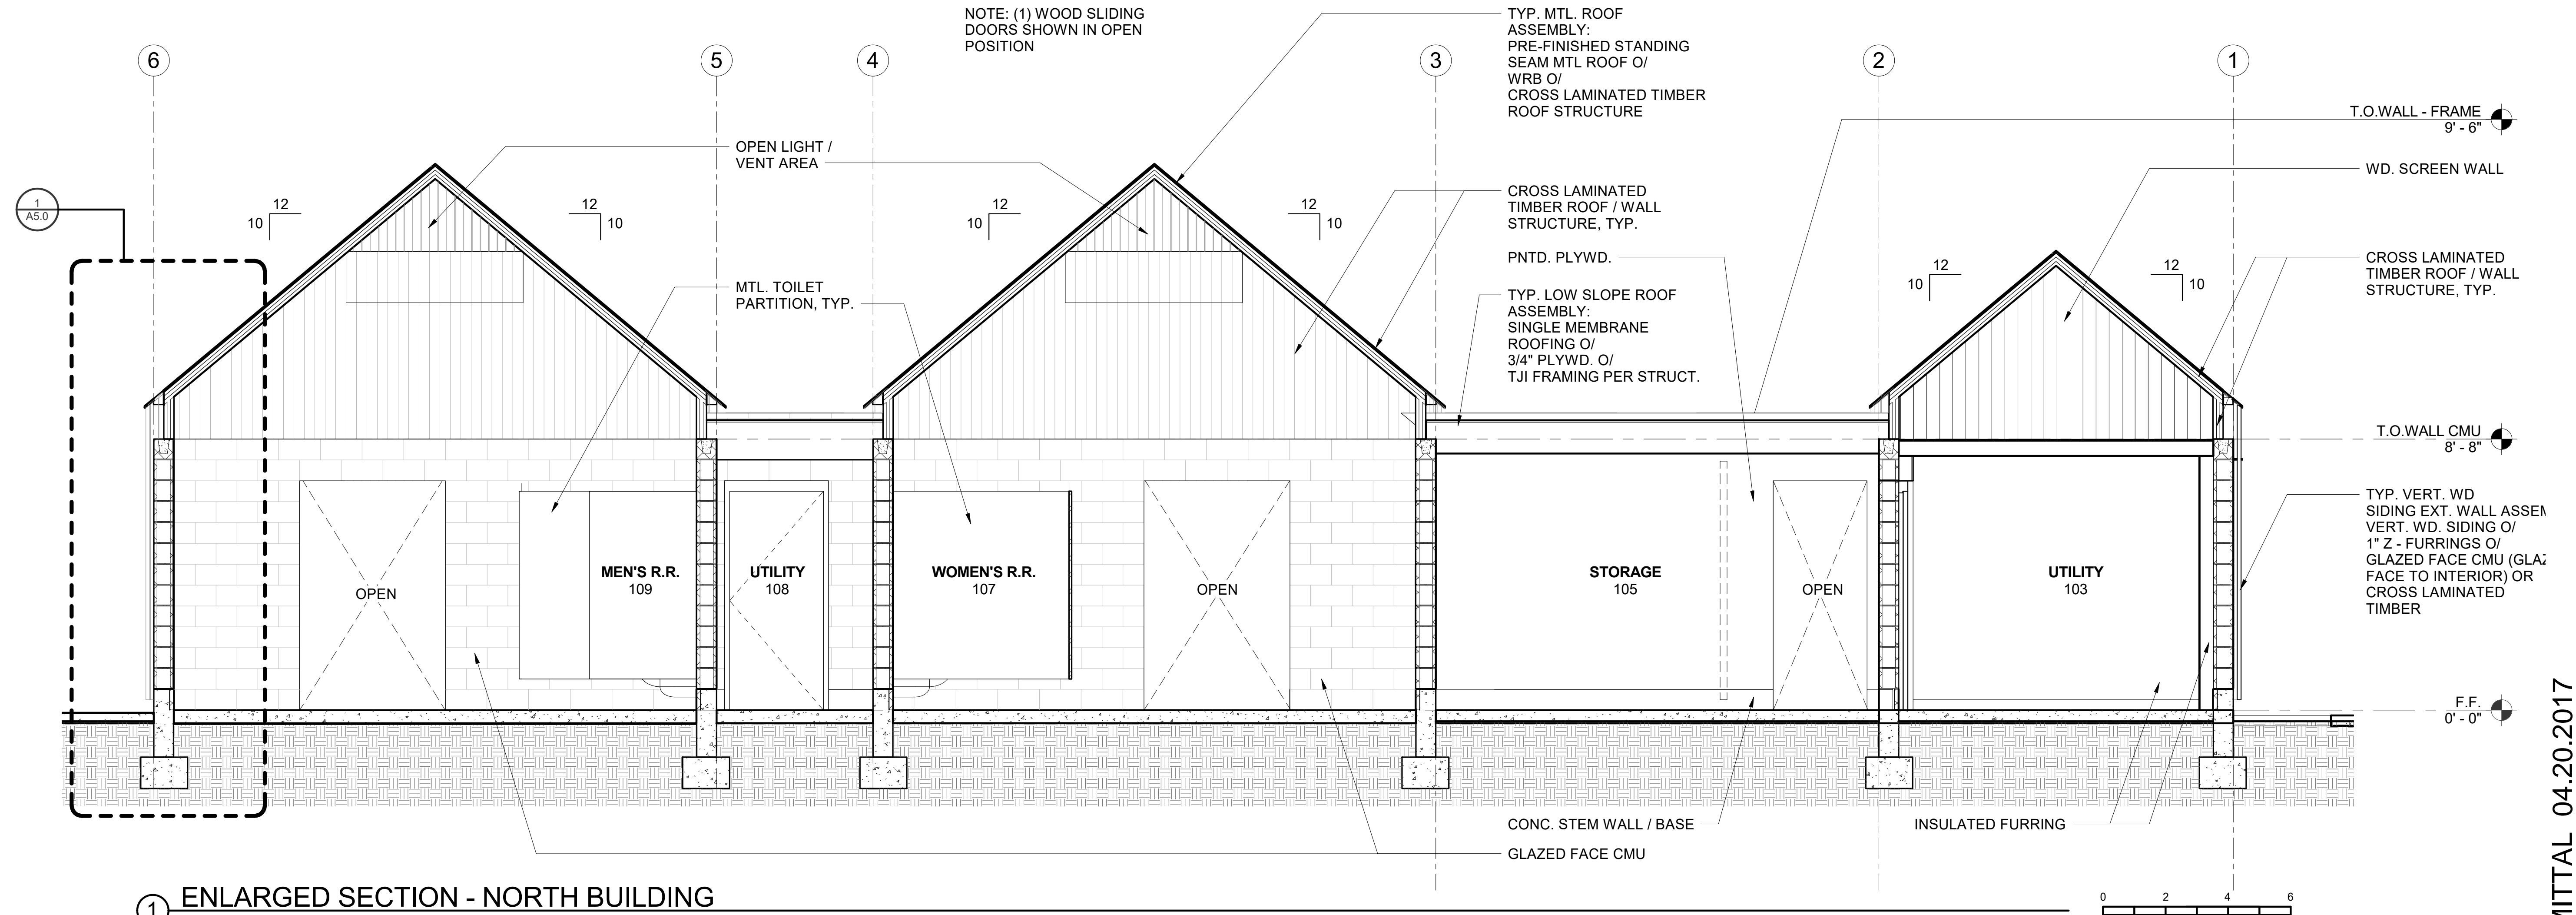 NOTE: (1) WOOD SLIDING
DOORS SHOWN IN OPEN
POSITION
TYP. MTL. ROOF
ASSEMBLY:
PRE-FINISHED STANDING
SEAM MTL ROOF O/
WRB O/
CROSS LAMINATED TIMBER
ROOF STRUCTURE
6
5
4
3
2
1
T.O.WALL - FRAME
9' - 6"
OPEN LIGHT /
VENT AREA
WD. SCREEN WALL
1
A5.0
12
10
12
10
12
10
12
10
CROSS LAMINATED
TIMBER ROOF / WALL
STRUCTURE, TYP.
PNTD. PLYWD.
12
10
12
10
CROSS LAMINATED
TIMBER ROOF / WALL
STRUCTURE, TYP.
MTL. TOILET
PARTITION, TYP.
TYP. LOW SLOPE ROOF
ASSEMBLY:
SINGLE MEMBRANE
ROOFING O/
3/4" PLYWD. O/
TJI FRAMING PER STRUCT.
T.O.WALL CMU
8' - 8"
TYP. VERT. WD
SIDING EXT. WALL ASSEM
VERT. WD. SIDING O/
1" Z - FURRINGS O/
GLAZED FACE CMU (GLAZ
FACE TO INTERIOR) OR
CROSS LAMINATED
TIMBER
OPEN
MEN'S R.R.
109
UTILITY
108
WOMEN'S R.R.
107
OPEN
STORAGE
105
OPEN
UTILITY
103
F.F.
0' - 0"
CONC. STEM WALL / BASE
INSULATED FURRING
GLAZED FACE CMU
1
ENLARGED SECTION - NORTH BUILDING
0 2 4 6
MITTAL 04.20.2017